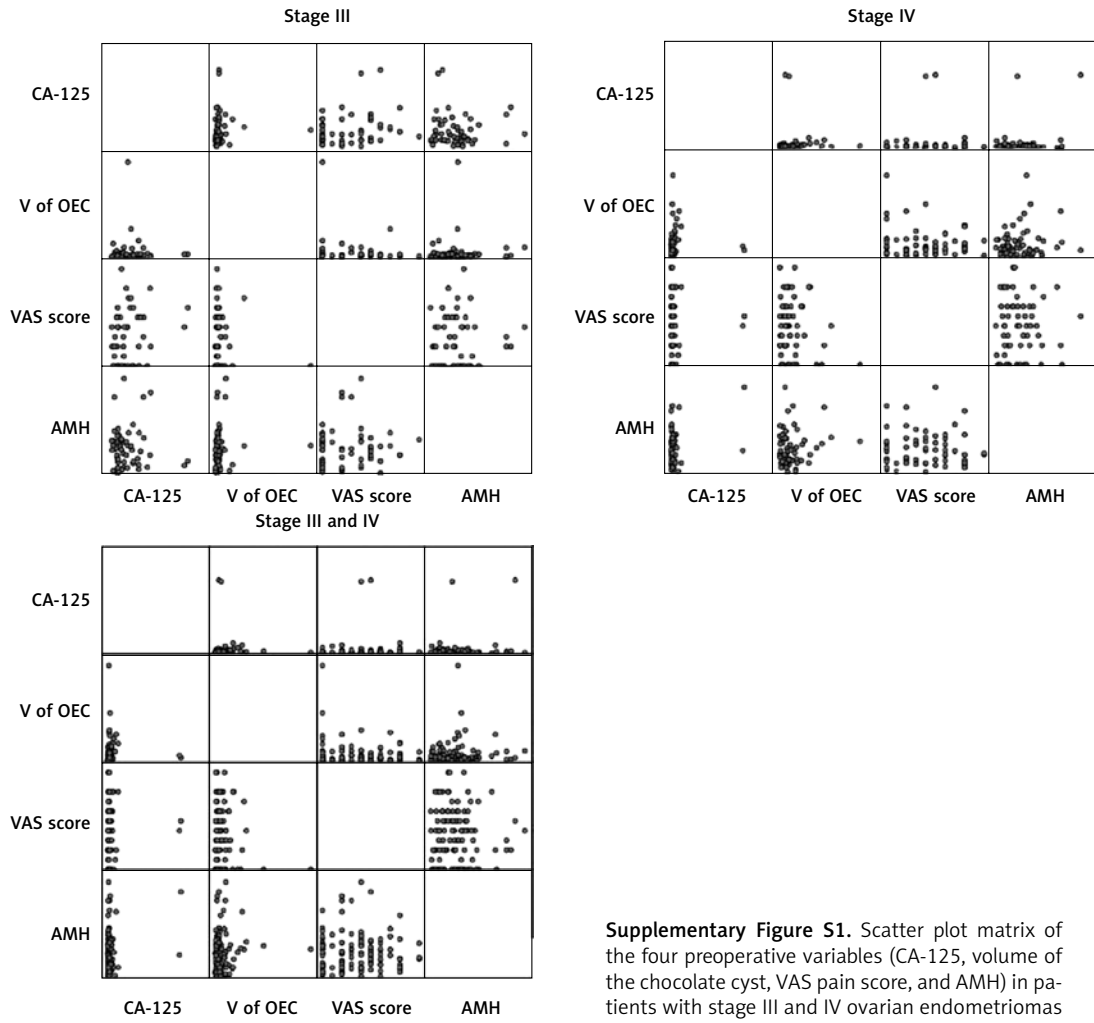 Stage III
CA-125
V of OEC
VAS score
AMH
CA-125 V of OEC VAS score AMH
Stage IV
CA-125
V of OEC
VAS score
AMH
CA-125 V of OEC VAS score AMH
Stage III and IV
CA-125
V of OEC
VAS score
AMH
CA-125 V of OEC VAS score AMH
Supplementary Figure S1. Scatter plot matrix of
the four preoperative variables (CA-125, volume of
the chocolate cyst, VAS pain score, and AMH) in pa-
tients with stage III and IV ovarian endometriomas